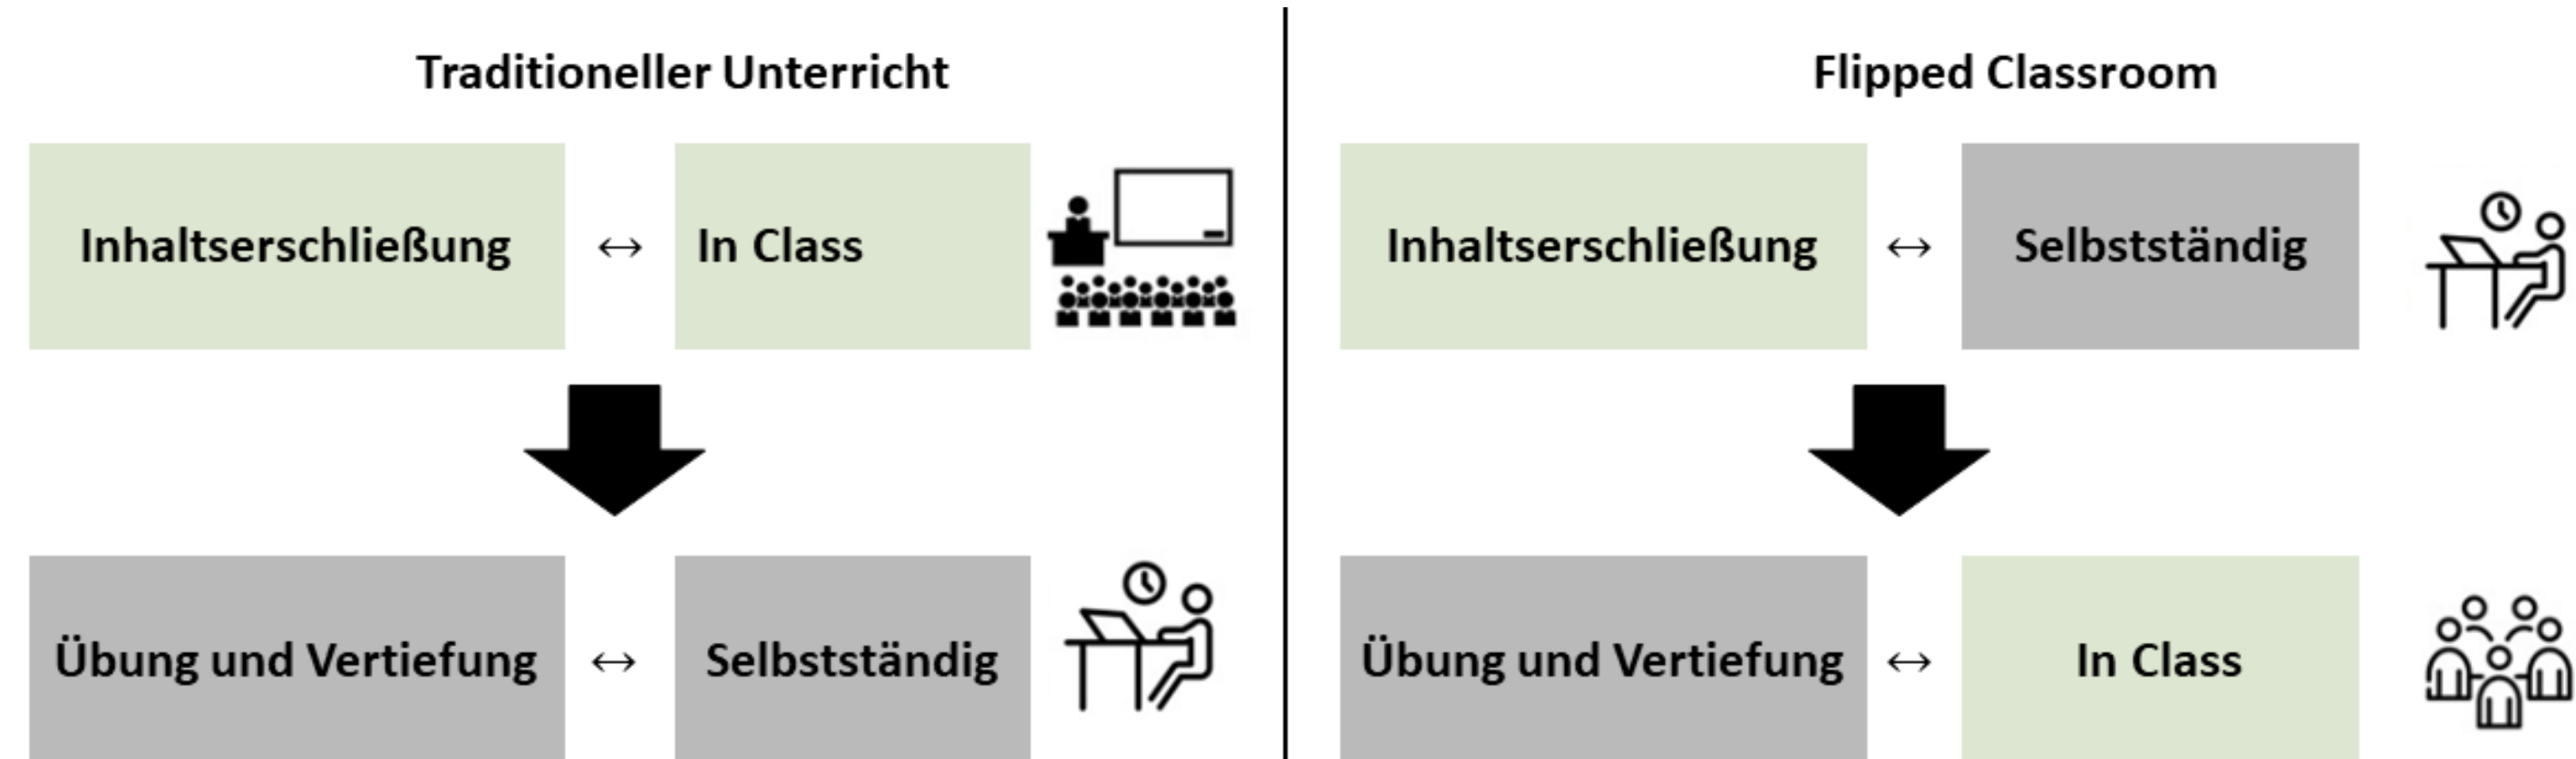 Traditioneller Unterricht
Inhaltserschließung ↔ In Class
Übung und Vertiefung ↔ Selbstständig
Flipped Classroom
Inhaltserschließung ↔ Selbstständig
Übung und Vertiefung ↔ In Class